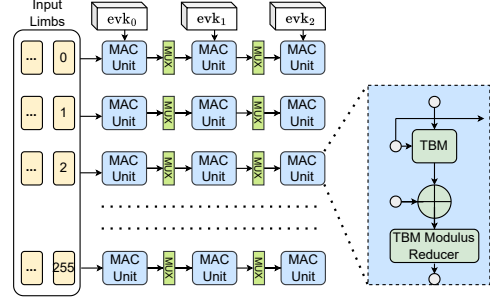 Input
Limbs
evk0
evk1
evk2
... 0
MAC
Unit
MUX
MAC
Unit
MUX
MAC
Unit
... 1
MAC
Unit
MUX
MAC
Unit
MUX
MAC
Unit
... 2
MAC
Unit
MUX
MAC
Unit
MUX
MAC
Unit
... 255
MAC
Unit
MUX
MAC
Unit
MUX
MAC
Unit
TBM
TBM Modulus
Reducer